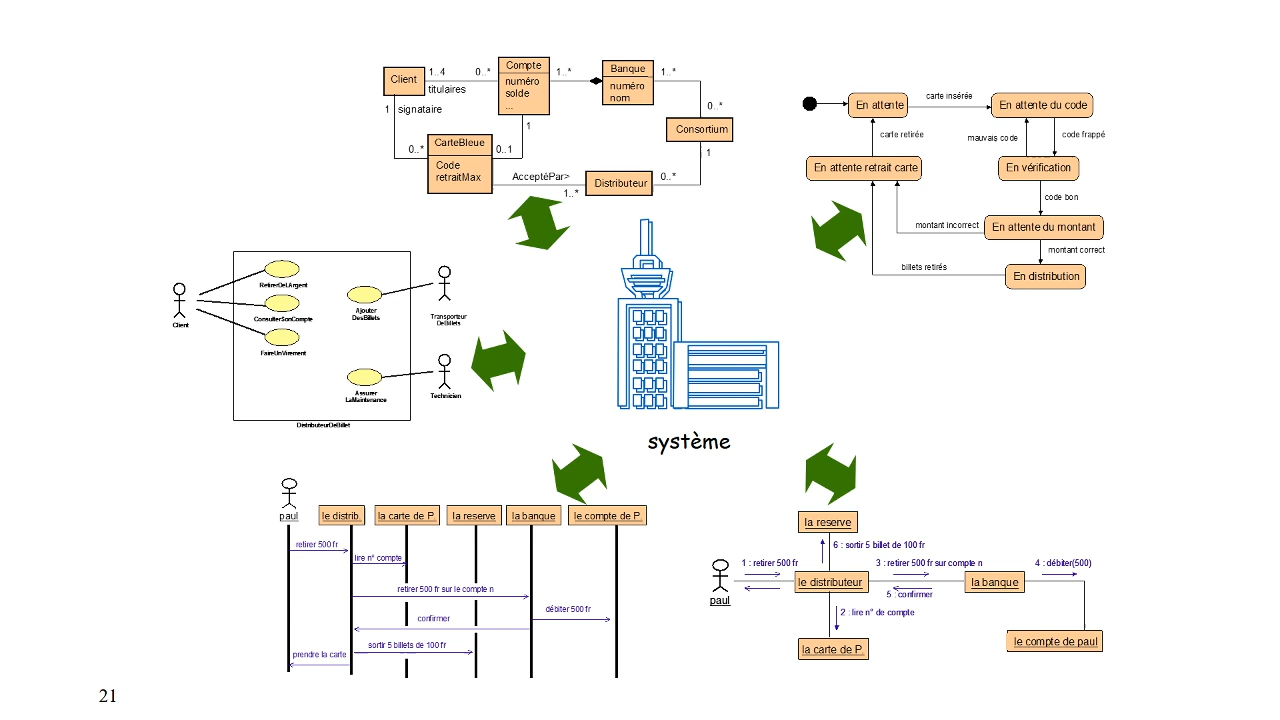 Client
1..4
titulaires
0..*
Compte
numéro
solde
...
1..*
Banque
numéro
nom
1..*
0..*
Consortium
1
1
signataire
0..*
CarteBleue
Code
retraitMax
0..1
1
AcceptéPar>
1..*
Distributeur
0..*
En attente
carte insérée
En attente du code
carte retirée
mauvais code
code frappé
En attente retrait carte
En vérification
code bon
montant incorrect
En attente du montant
montant correct
billets retirés
En distribution
Client
RetirerDeLArgent
ConsulterSonCompte
FaireUnVirement
Ajouter
DesBillets
Transporteur
DeBillets
Assurer
LaMaintenance
Technicien
DistributeurDeBillet
système
paul
le distrib.
la carte de P.
la reserve
la banque
le compte de P.
retirer 500 fr
lire n° compte
retirer 500 fr sur le compte n
débiter 500 fr
confirmer
sortir 5 billets de 100 fr
prendre la carte
la reserve
6 : sortir 5 billet de 100 fr
1 : retirer 500 fr
3 : retirer 500 fr sur compte n
4 : débiter(500)
paul
le distributeur
la banque
5 : confirmer
2 : lire n° de compte
la carte de P.
le compte de paul
21